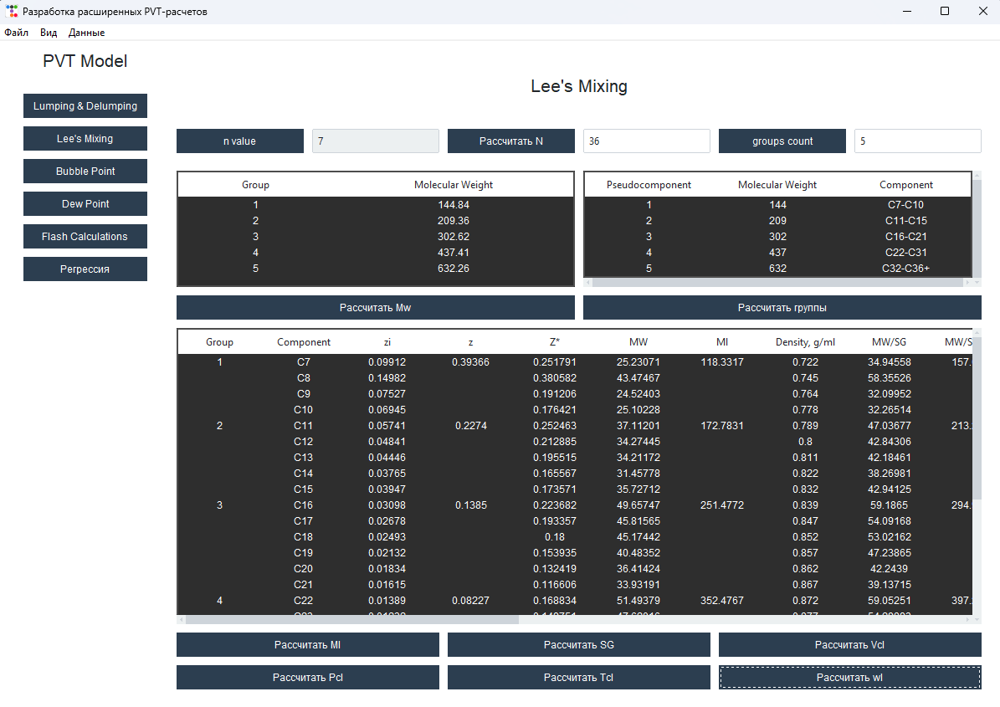 Разработка расширенных PVT-расчетов
Файл Вид Данные
PVT Model
Lumping & Delumping
Lee's Mixing
Bubble Point
Dew Point
Flash Calculations
Регрессия
Lee's Mixing
n value 7 Рассчитать N 36 groups count 5
Group Molecular Weight
1 144.84
2 209.36
3 302.62
4 437.41
5 632.26
Рассчитать Mw
Pseudocomponent Molecular Weight Component
1 144 C7-C10
2 209 C11-C15
3 302 C16-C21
4 437 C22-C31
5 632 C32-C36+
Рассчитать группы
Group Component zi z Z* MW Ml Density, g/ml MW/SG MW/S
1 C7 0.09912 0.39366 0.251791 25.23071 118.3317 0.722 34.94558 157.
C8 0.14982 0.380582 43.47467 0.745 58.35526
C9 0.07527 0.191206 24.52403 0.764 32.09952
C10 0.06945 0.176421 25.10228 0.778 32.26514
2 C11 0.05741 0.2274 0.252463 37.11201 172.7831 0.789 47.03677 213.
C12 0.04841 0.212885 34.27445 0.8 42.84306
C13 0.04446 0.195515 34.21172 0.811 42.18461
C14 0.03765 0.165567 31.45778 0.822 38.26981
C15 0.03947 0.173571 35.72712 0.832 42.94125
3 C16 0.03098 0.1385 0.223682 49.65747 251.4772 0.839 59.1865 294.
C17 0.02678 0.193357 45.81565 0.847 54.09168
C18 0.02493 0.18 45.17442 0.852 53.02162
C19 0.02132 0.153935 40.48352 0.857 47.23865
C20 0.01834 0.132419 36.41424 0.862 42.2439
C21 0.01615 0.116606 33.93191 0.867 39.13715
4 C22 0.01389 0.08227 0.168834 51.49379 352.4767 0.872 59.05251 397.
Рассчитать Ml Рассчитать SG Рассчитать Vcl
Рассчитать Pcl Рассчитать Tcl Рассчитать wl